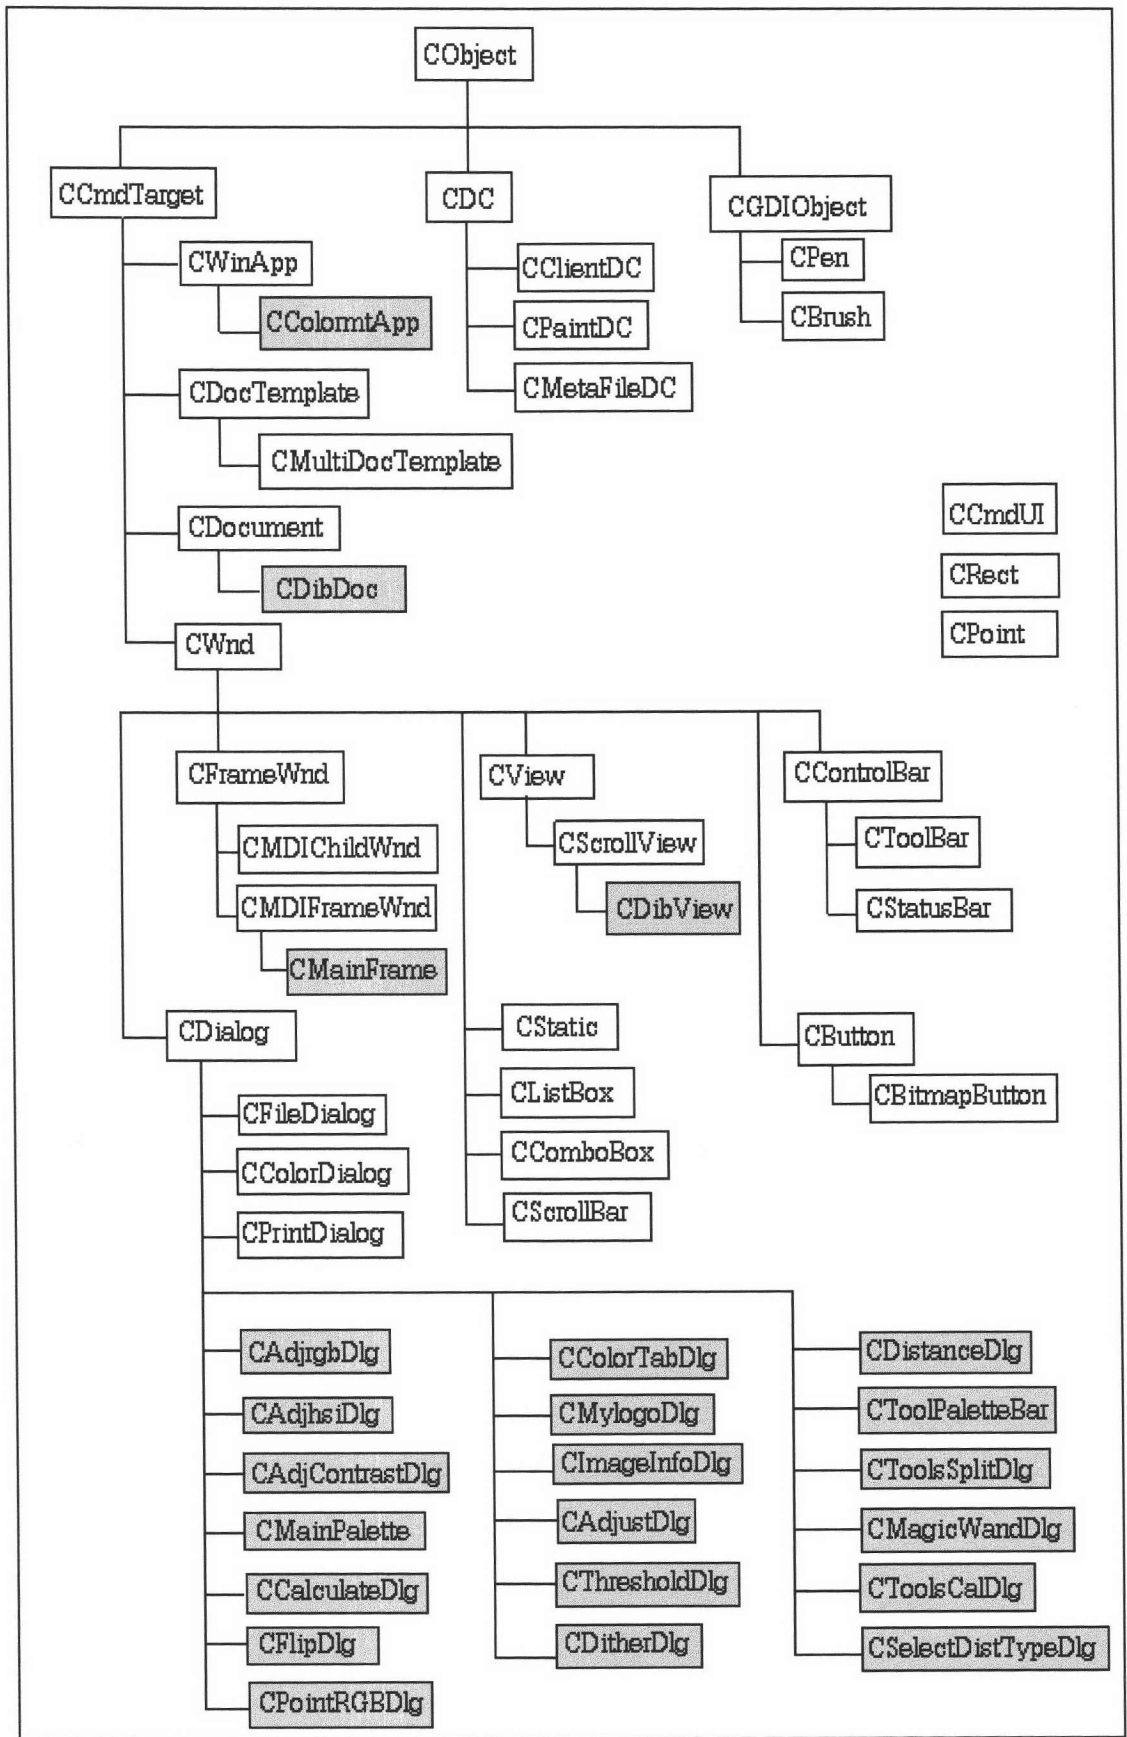 CObject
CCmdTarget
CDC
CGDIObject
CWinApp
CColormtApp
CClientDC
CPaintDC
CMetaFileDC
CPen
CBrush
CDocTemplate
CMultiDocTemplate
CDocument
CDibDoc
CWnd
CCmdUI
CRect
CPoint
CFrameWnd
CMDIChildWnd
CMDIFrameWnd
CMainFrame
CView
CScrollView
CDibView
CControlBar
CToolBar
CStatusBar
CDialog
CStatic
CListBox
CComboBox
CScrollBar
CButton
CBitmapButton
CFileDialog
CColorDialog
CPrintDialog
CAdjrgbDlg
CAdjhsiDlg
CAdjContrastDlg
CMainPalette
CCalculateDlg
CFlipDlg
CPointRGBDlg
CColorTabDlg
CMylogoDlg
CImageInfoDlg
CAdjustDlg
CThresholdDlg
CDitherDlg
CDistanceDlg
CToolPaletteBar
CToolsSplitDlg
CMagicWandDlg
CToolsCalDlg
CSelectDistTypeDlg